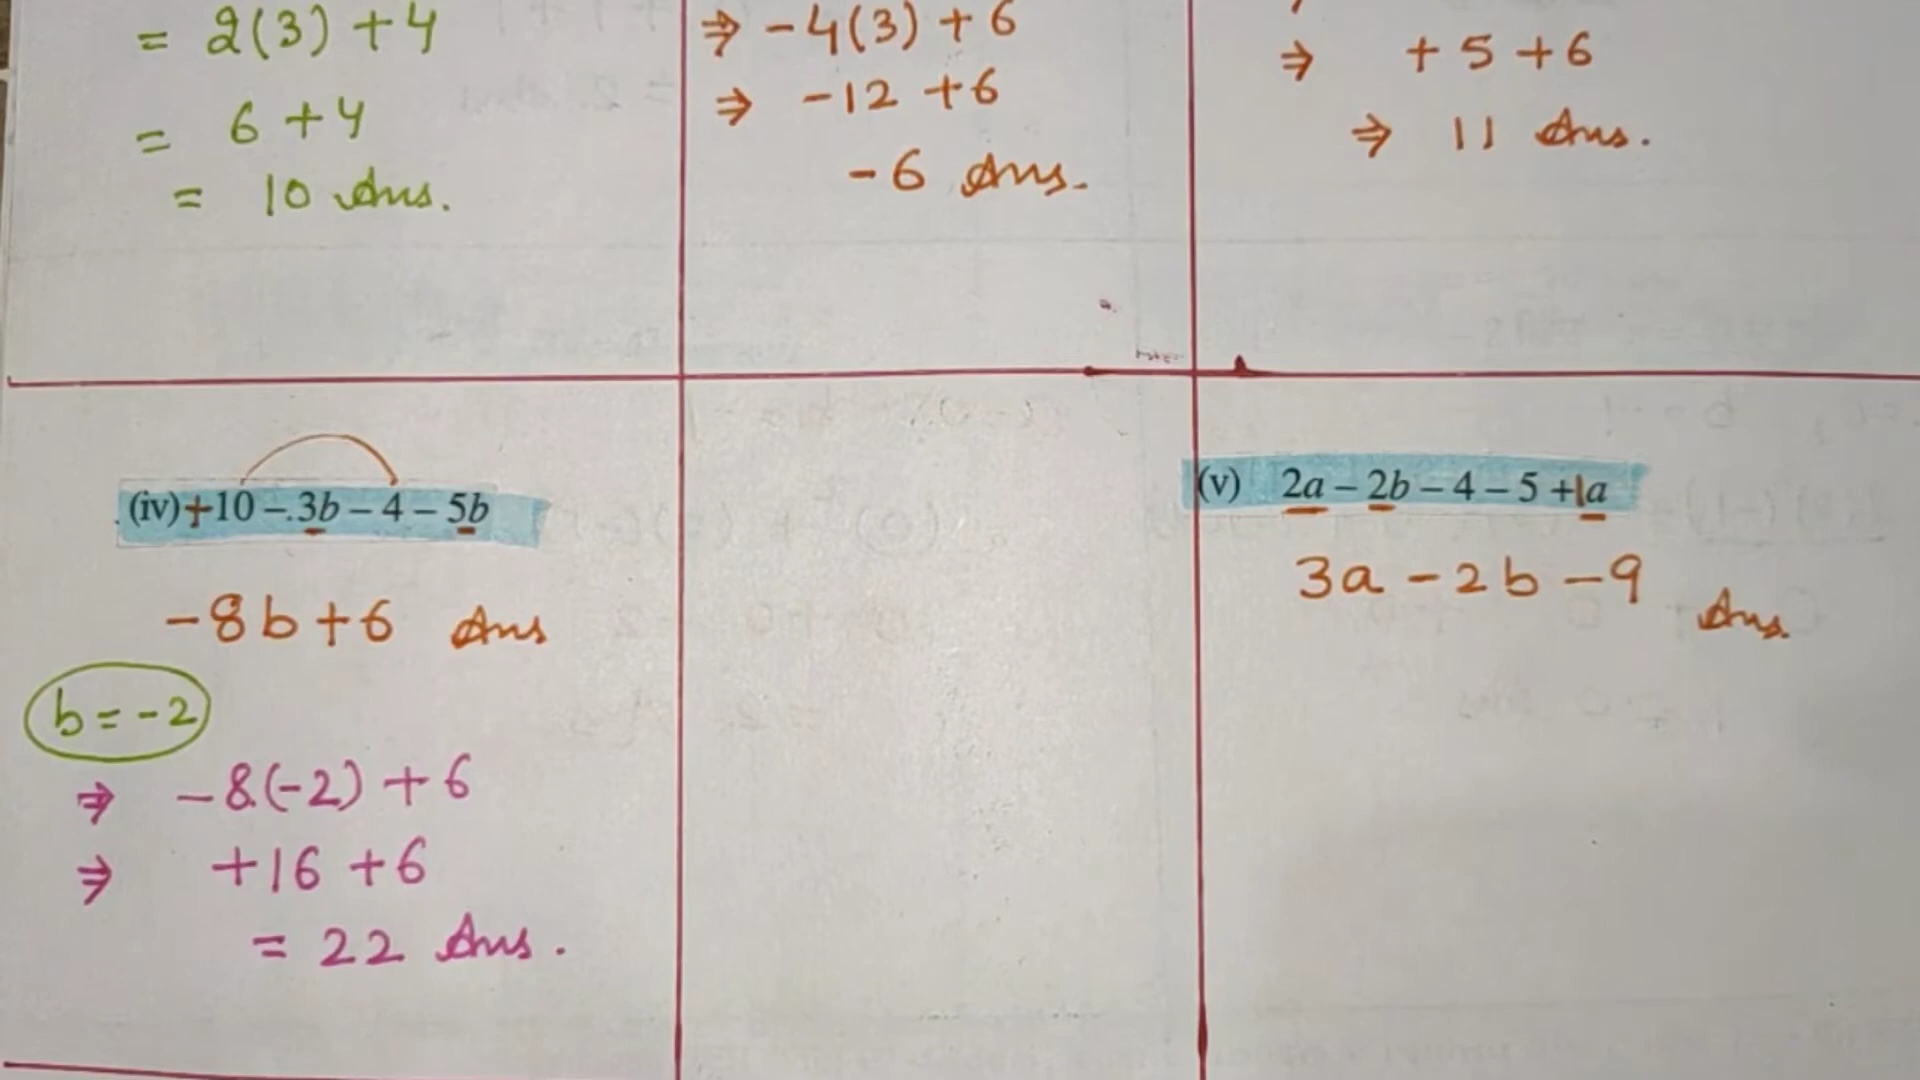 = 2(3) + 4
= 6 + 4
= 10 Ans.
⇒ -4(3) + 6
⇒ -12 + 6
-6 Ans.
⇒ + 5 + 6
⇒ 11 Ans.
(iv) + 10 – 3b – 4 – 5b
-8b + 6 Ans
b = -2
⇒ -8(-2) + 6
⇒ +16 + 6
= 22 Ans.
(v) 2a – 2b – 4 – 5 + 1a
3a - 2b - 9 Ans.